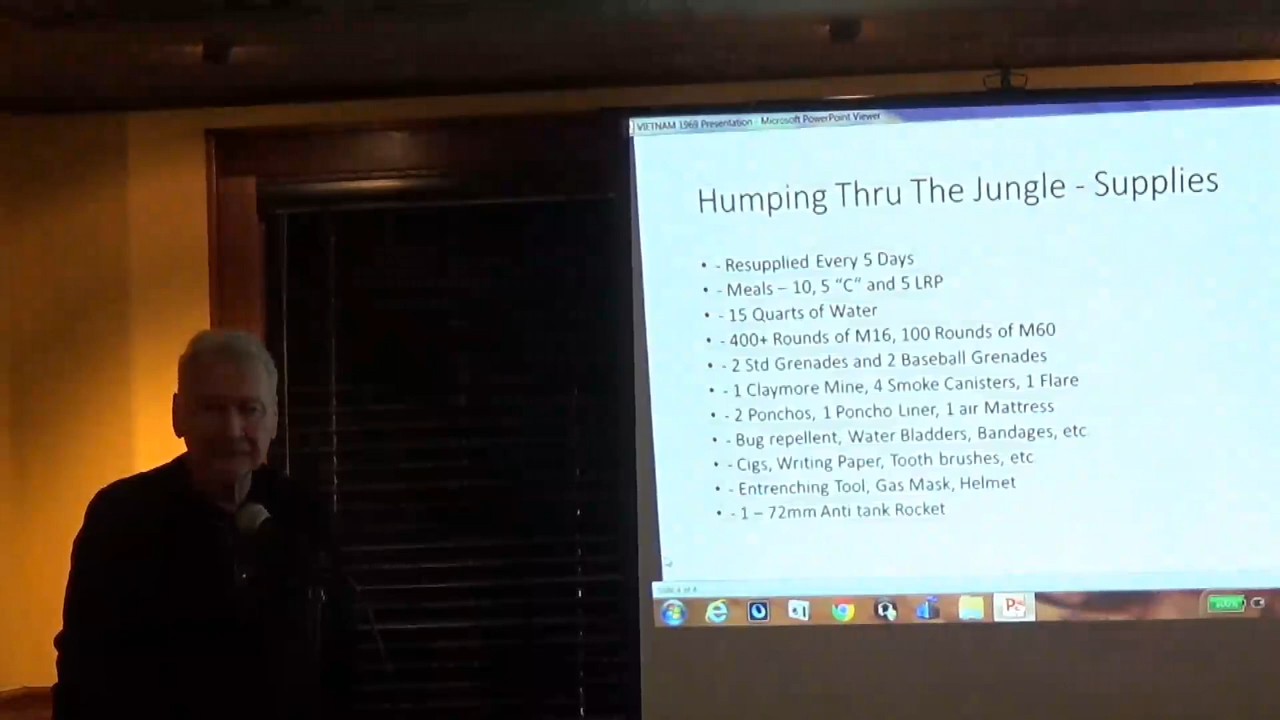 VIETNAM 1969 Presentation - Microsoft PowerPoint Viewer
Humping Thru The Jungle - Supplies
• - Resupplied Every 5 Days
• - Meals – 10, 5 “C” and 5 LRP
• - 15 Quarts of Water
• - 400+ Rounds of M16, 100 Rounds of M60
• - 2 Std Grenades and 2 Baseball Grenades
• - 1 Claymore Mine, 4 Smoke Canisters, 1 Flare
• - 2 Ponchos, 1 Poncho Liner, 1 air Mattress
• - Bug repellent, Water Bladders, Bandages, etc
• - Cigs, Writing Paper, Tooth brushes, etc
• - Entrenching Tool, Gas Mask, Helmet
• - 1 – 72mm Anti tank Rocket
100%